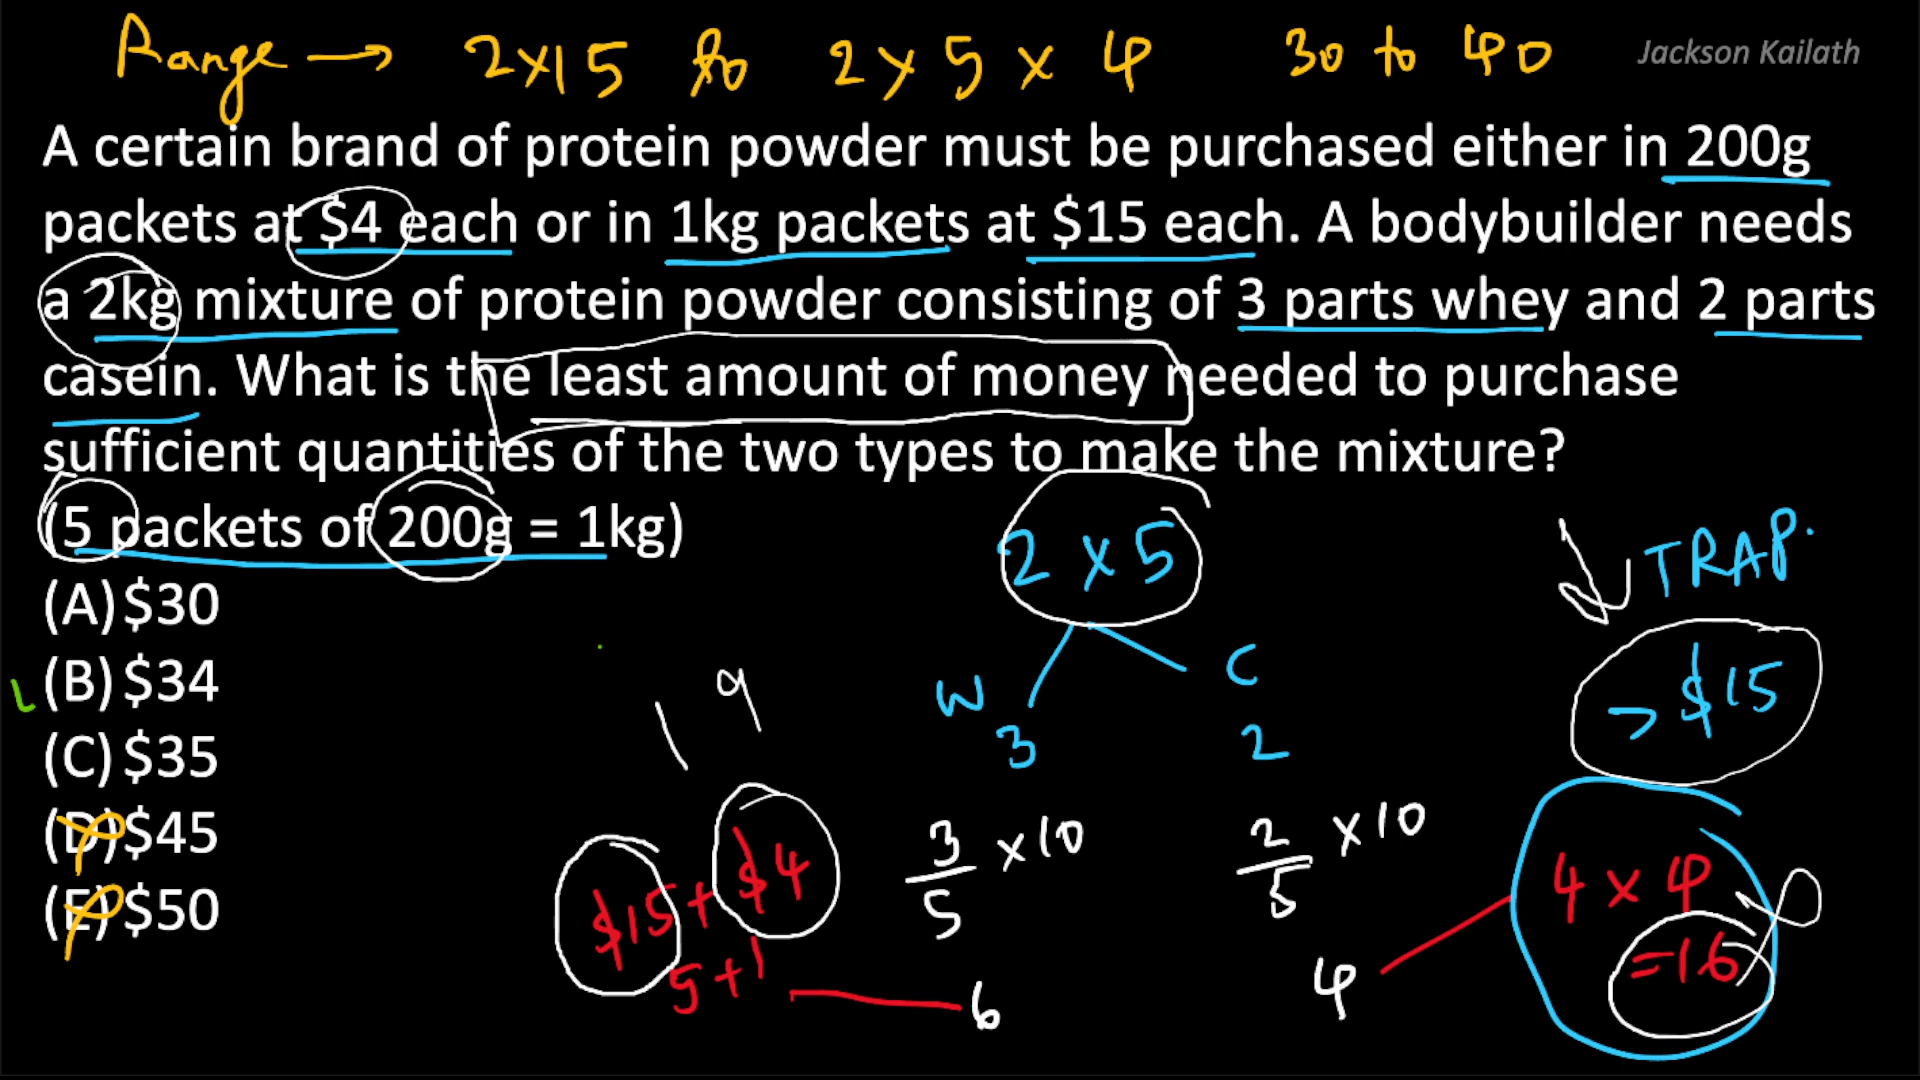 Range → 2×15 to 2×5×4 30 to 40 Jackson Kailath
A certain brand of protein powder must be purchased either in 200g
packets at $4 each or in 1kg packets at $15 each. A bodybuilder needs
a 2kg mixture of protein powder consisting of 3 parts whey and 2 parts
casein. What is the least amount of money needed to purchase
sufficient quantities of the two types to make the mixture?
(5 packets of 200g = 1kg)
2 × 5
TRAP.
(A) $30
(B) $34
(C) $35
(D) $45
(E) $50
W C
3 2
> $15
19
3/5 ×10
2/5 ×10
$15 + $4
5+1
6
4
4 × 4
=16